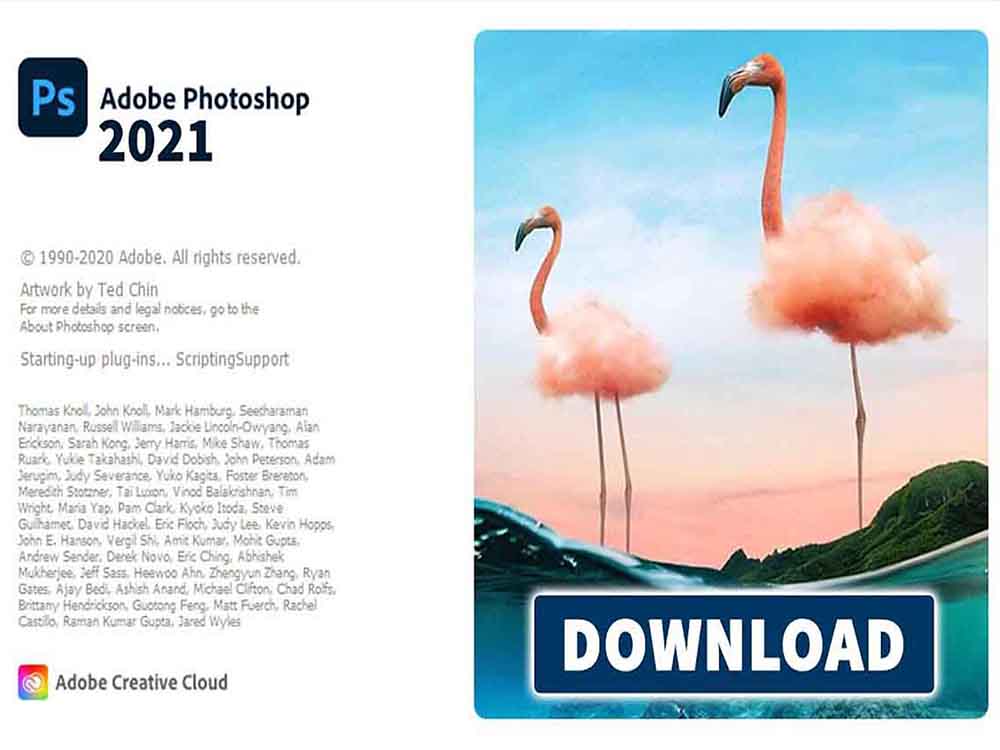 Ps
Adobe Photoshop
2021
© 1990-2020 Adobe. All rights reserved.
Artwork by Ted Chin
For more details and legal notices, go to the
About Photoshop screen.
Starting-up plug-ins... ScriptingSupport
Thomas Knoll, John Knoll, Mark Hamburg, Seetharaman
Narayanan, Russell Williams, Jackie Lincoln-Owyang, Alan
Erickson, Sarah Kong, Jerry Harris, Mike Shaw, Thomas
Ruark, Yukie Takahashi, David Dobish, John Peterson, Adam
Jerugim, Judy Severance, Yuko Kagita, Foster Brereton,
Meredith Stotzner, Tai Luxon, Vinod Balakrishnan, Tim
Wright, Maria Yap, Pam Clark, Kyoko Itoda, Steve
Guilhamet, David Hackel, Eric Floch, Judy Lee, Kevin Hopps,
John E. Hanson, Vergil Shi, Amit Kumar, Mohit Gupta,
Andrew Sender, Derek Novo, Eric Ching, Abhishek
Mukherjee, Jeff Sass, Heewoo Ahn, Zhengyun Zhang, Ryan
Gates, Ajay Bedi, Ashish Anand, Michael Clifton, Chad Rolfs,
Brittany Hendrickson, Guotong Feng, Matt Fuerch, Rachel
Castillo, Raman Kumar Gupta, Jared Wyles
Adobe Creative Cloud
DOWNLOAD